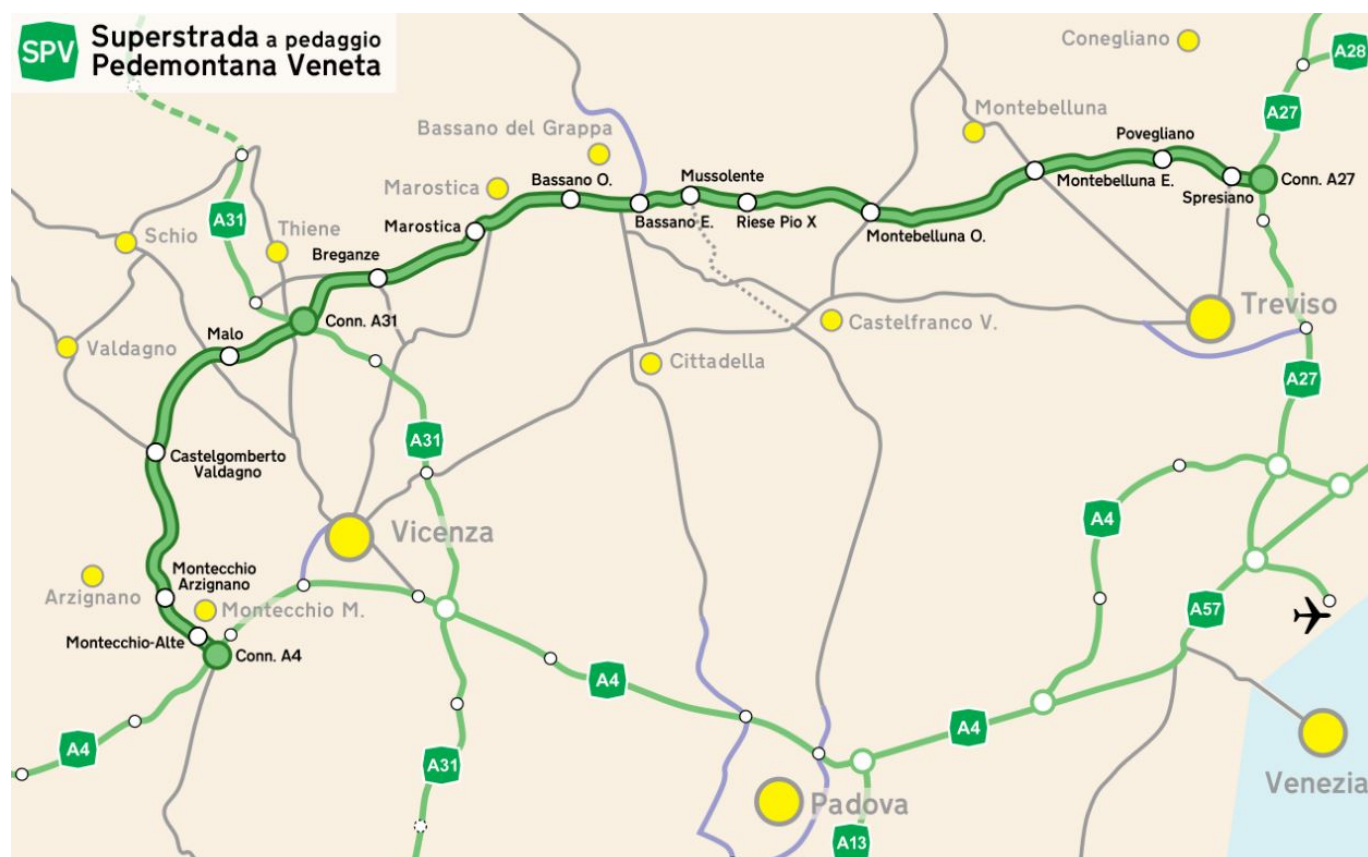 SPV
Superstrada a pedaggio
Pedemontana Veneta
Conegliano
A28
A27
Montebelluna
Bassano del Grappa
Povegliano
Mussolente
Bassano O.
Marostica
Montebelluna E.
Conn. A27
Spresiano
Bassano E.
Riese Pio X
A31
Schio
Thiene
Marostica
Montebelluna O.
Breganze
Treviso
Conn. A31
Castelfranco V.
Malo
Valdagno
Cittadella
A27
A31
Castelgomberto
Valdagno
Vicenza
A4
Montecchio
Arzignano
Arzignano
Montecchio M.
A57
Montecchio-Alte
Conn. A4
A4
A4
A4
A31
Venezia
Padova
A13